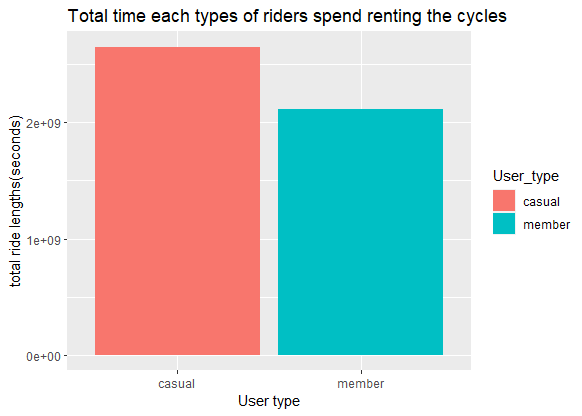 Total time each types of riders spend renting the cycles
total ride lengths(seconds)
2e+09
1e+09
0e+00
casual
member
User type
User_type
casual
member